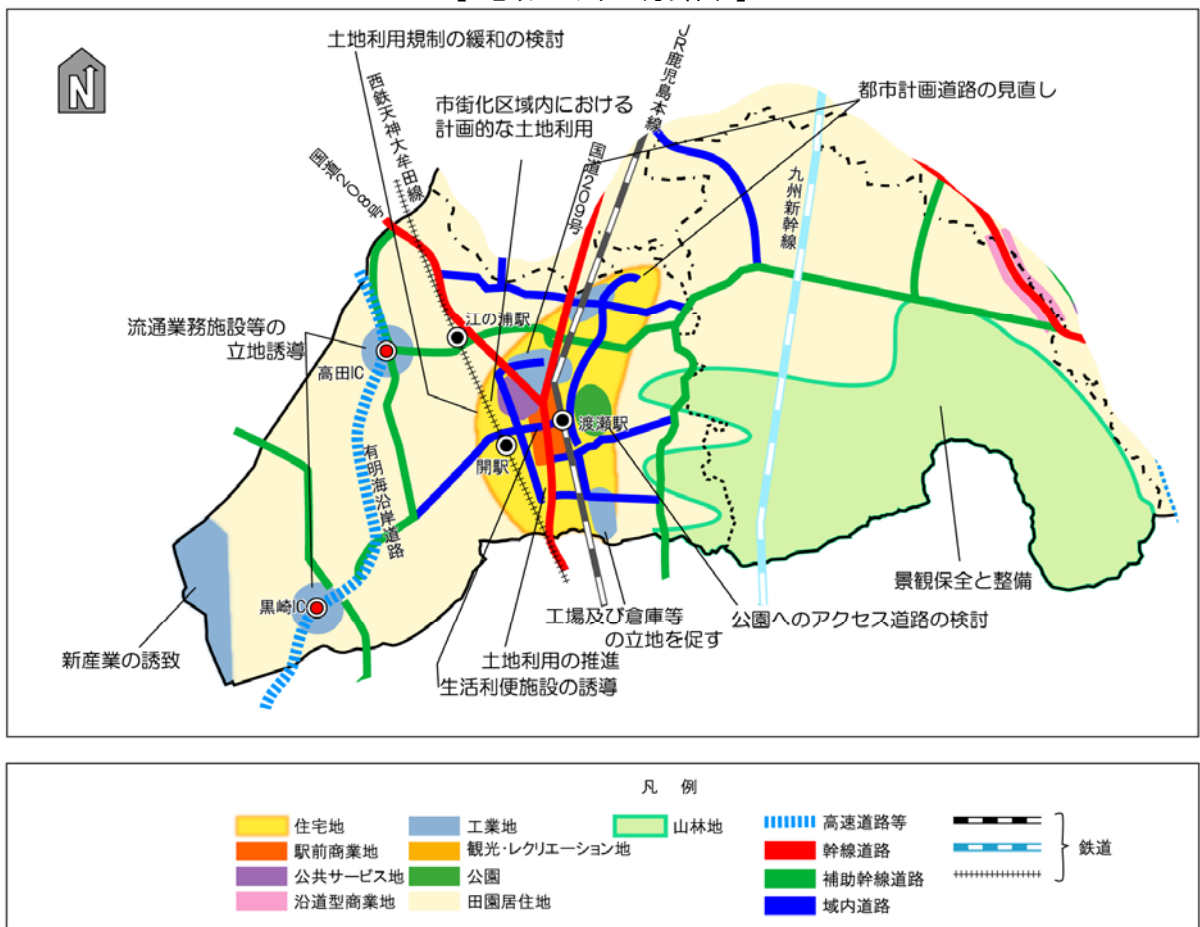 N
土地利用規制の緩和の検討
西鉄天神大牟田線
市街化区域内における
計画的な土地利用
JR鹿児島本線
都市計画道路の見直し
国道208号
国道209号
九州新幹線
流通業務施設等の
立地誘導
江の浦駅
高田IC
渡瀬駅
開駅
有明海沿岸道路
景観保全と整備
黒崎IC
工場及び倉庫等
の立地を促す
公園へのアクセス道路の検討
新産業の誘致
土地利用の推進
生活利便施設の誘導
凡 例
住宅地
工業地
山林地
高速道路等
駅前商業地
観光・レクリエーション地
幹線道路
鉄道
公共サービス地
公園
補助幹線道路
沿道型商業地
田園居住地
域内道路